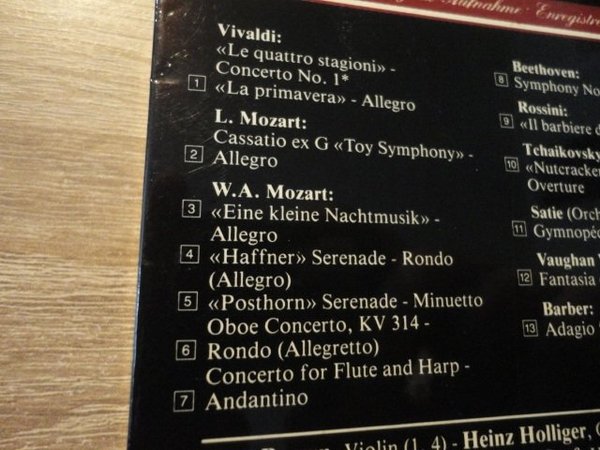 Aufnahme · Enregistre
Vivaldi:
«Le quattro stagioni» -
Concerto No. 1*
1 «La primavera» - Allegro
L. Mozart:
Cassatio ex G «Toy Symphony» -
2 Allegro
W.A. Mozart:
3 «Eine kleine Nachtmusik» -
Allegro
4 «Haffner» Serenade - Rondo
(Allegro)
5 «Posthorn» Serenade - Minuetto
Oboe Concerto, KV 314 -
6 Rondo (Allegretto)
Concerto for Flute and Harp -
7 Andantino
Beethoven:
8 Symphony No
Rossini:
9 «Il barbiere d
Tchaikovsky
10 «Nutcracker
Overture
Satie (Orch
11 Gymnopéd
Vaughan
12 Fantasia
Barber:
13 Adagio
Violin (1, 4) - Heinz Holliger,